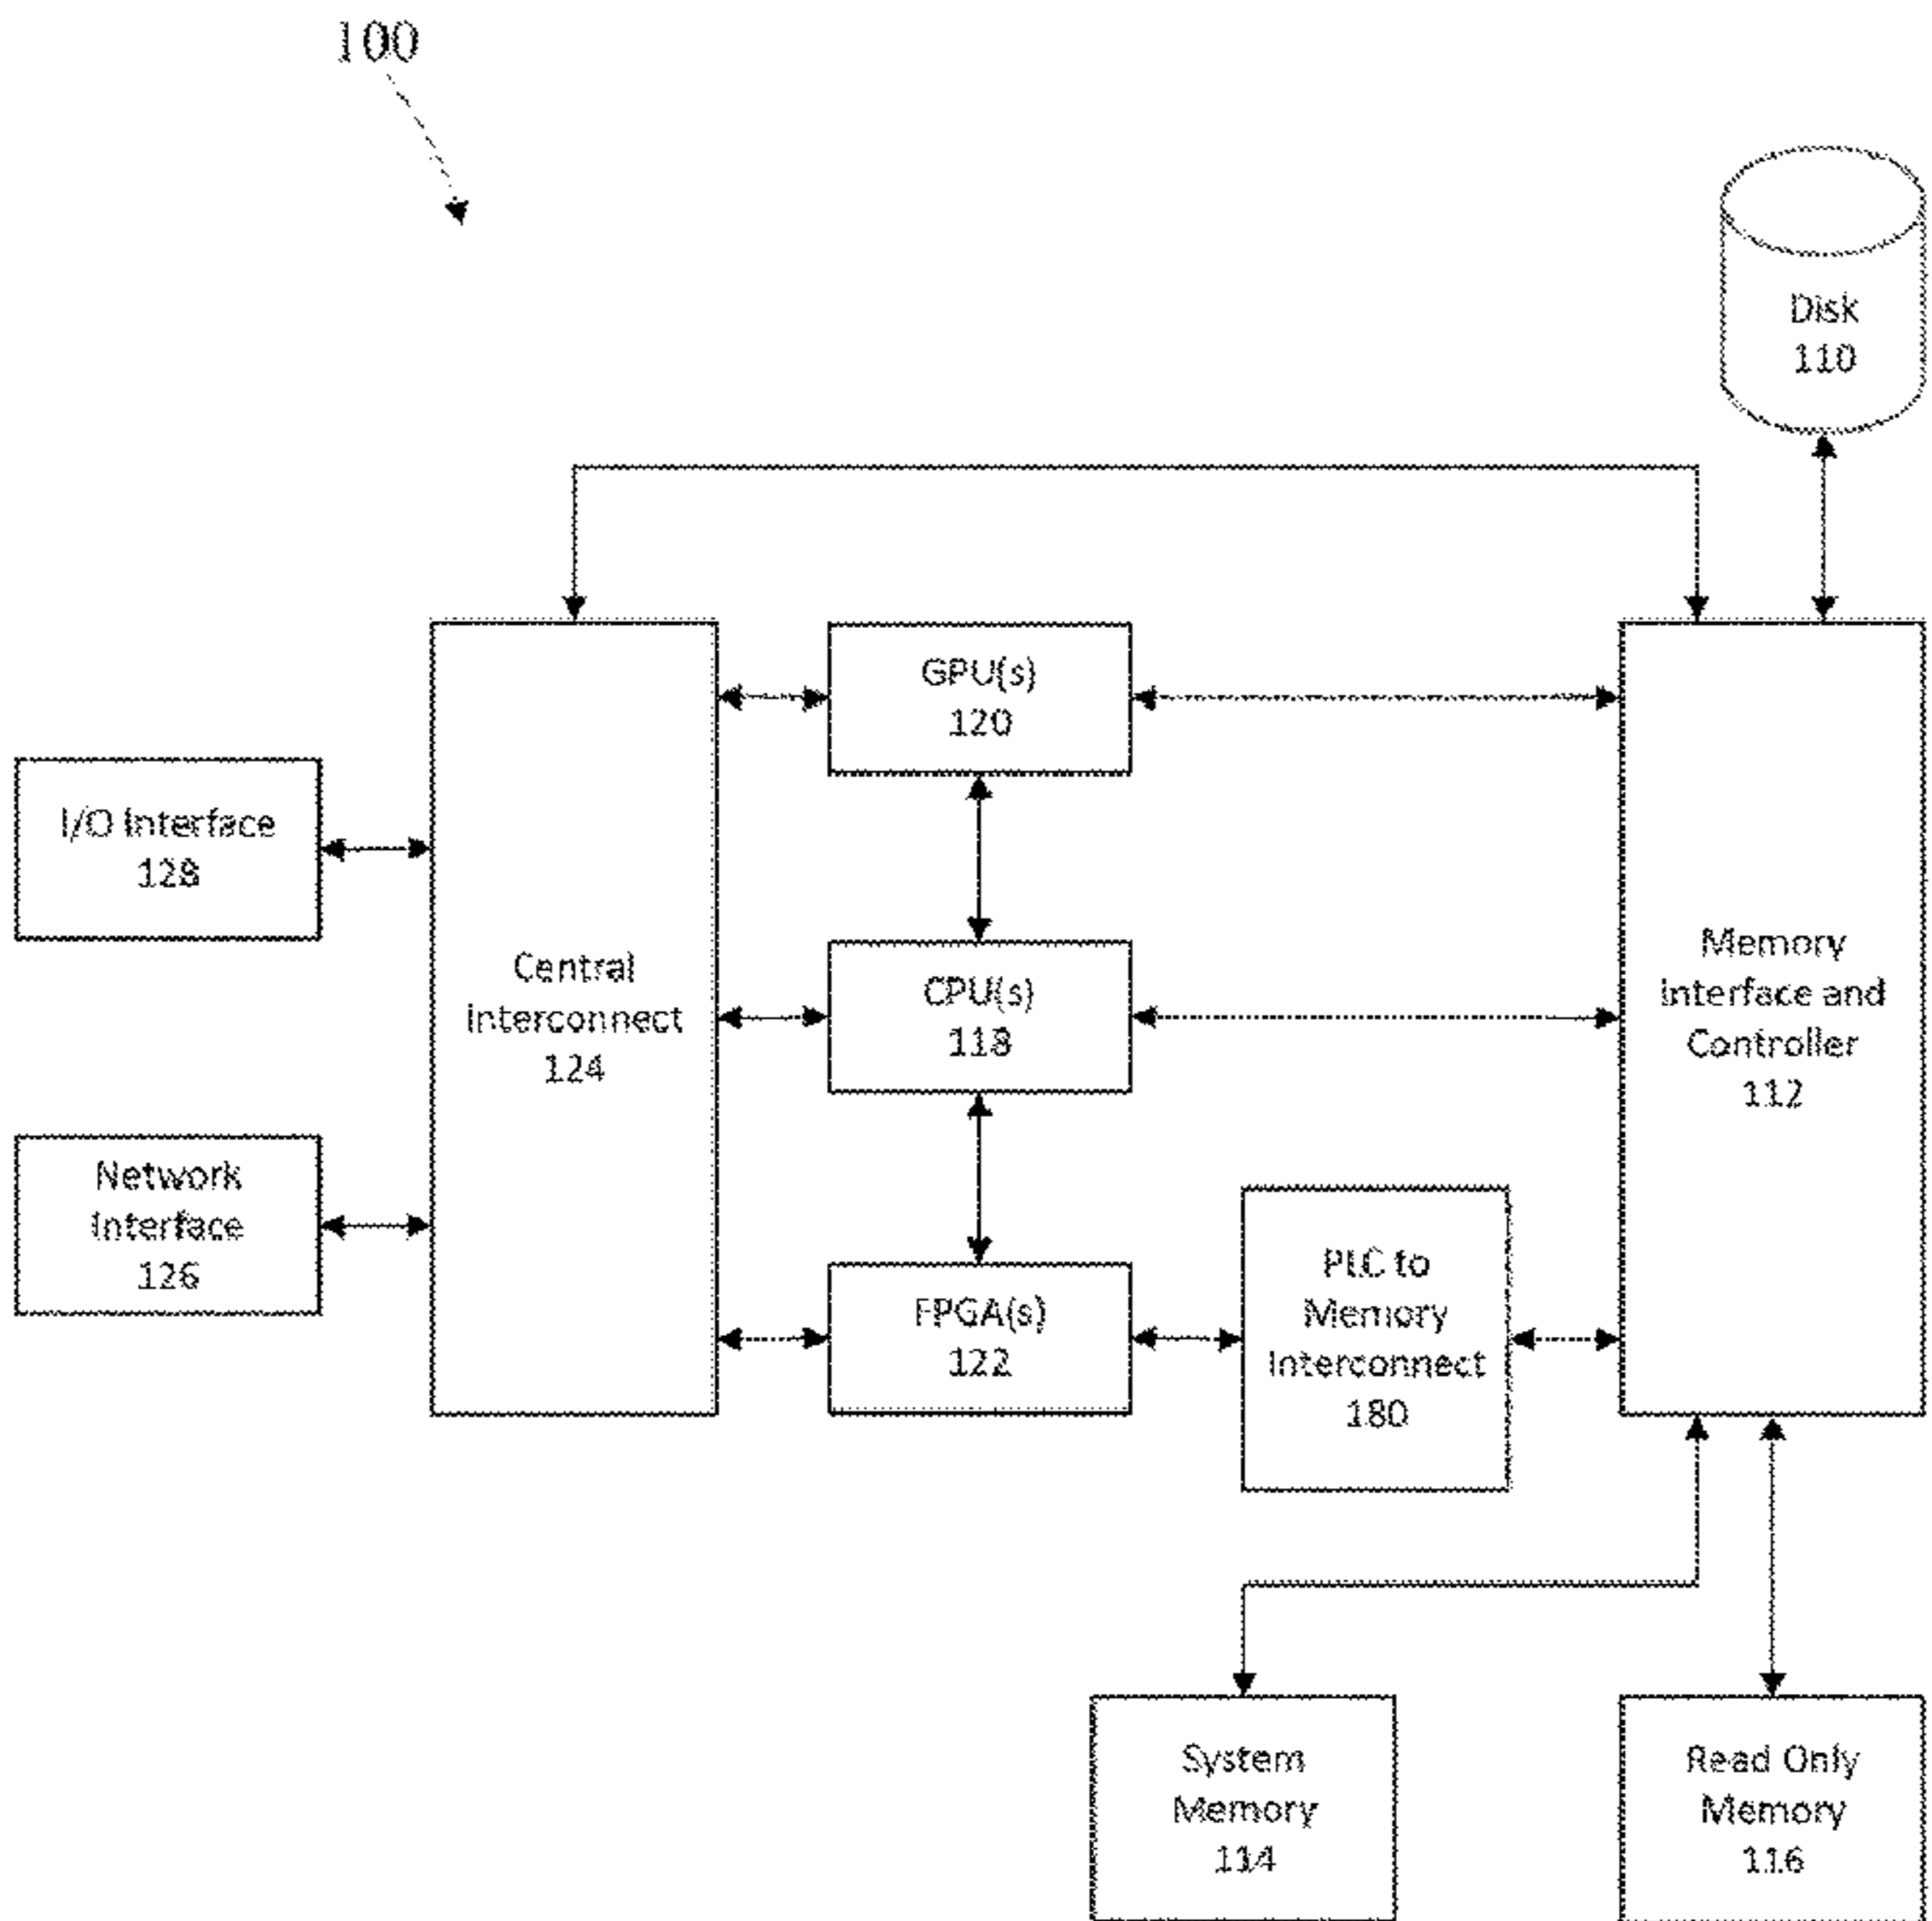 100
Disk
110
GPU(s)
120
I/O Interface
128
Central
Interconnect
124
CPU(s)
118
Memory
Interface and
Controller
112
Network
Interface
126
FPGA(s)
122
PLC to
Memory
Interconnect
180
System
Memory
114
Read Only
Memory
116